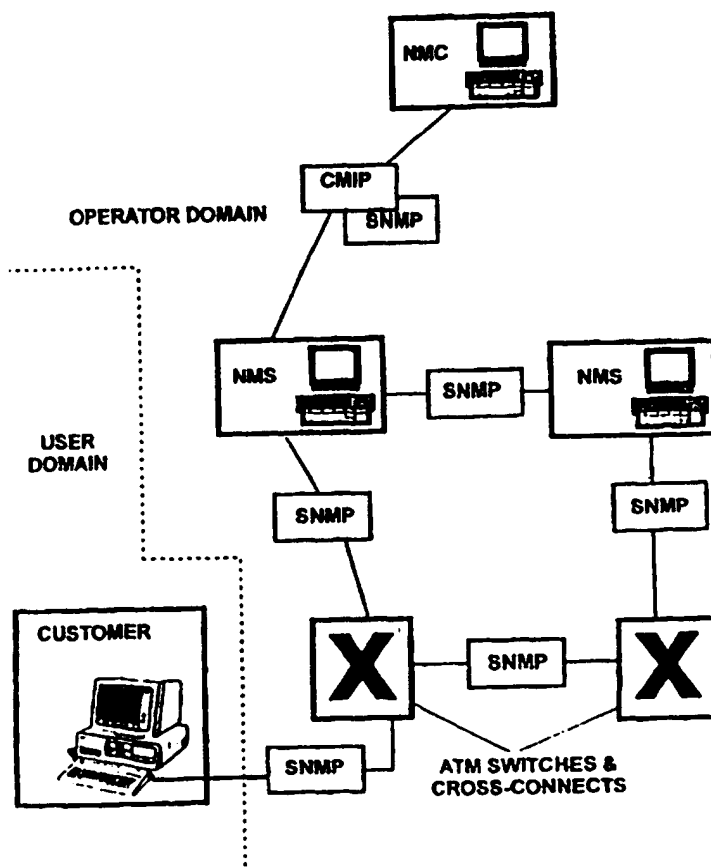 NMC
CMIP
SNMP
OPERATOR DOMAIN
NMS
SNMP
NMS
USER
DOMAIN
SNMP
SNMP
CUSTOMER
X
SNMP
X
SNMP
ATM SWITCHES &
CROSS-CONNECTS